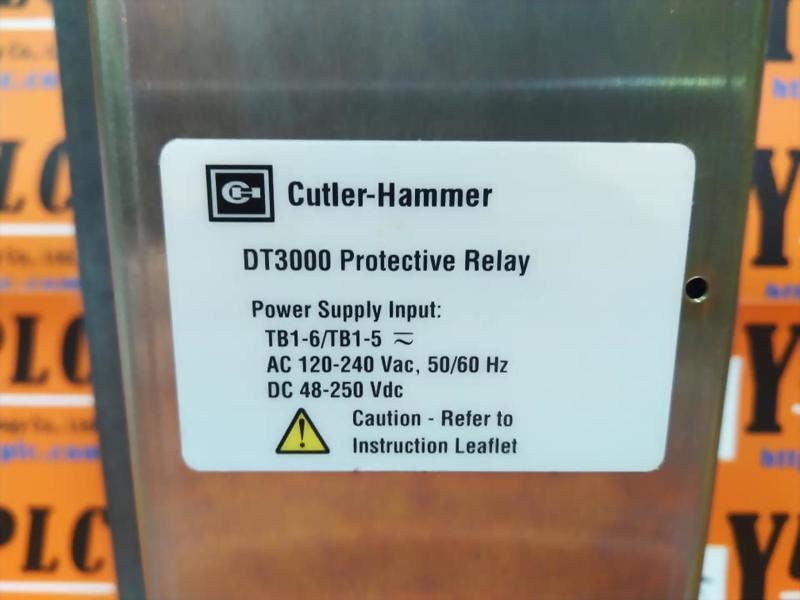 Cutler-Hammer
DT3000 Protective Relay
Power Supply Input:
TB1-6/TB1-5 ⎓
AC 120-240 Vac, 50/60 Hz
DC 48-250 Vdc
Caution - Refer to
Instruction Leaflet
PLC